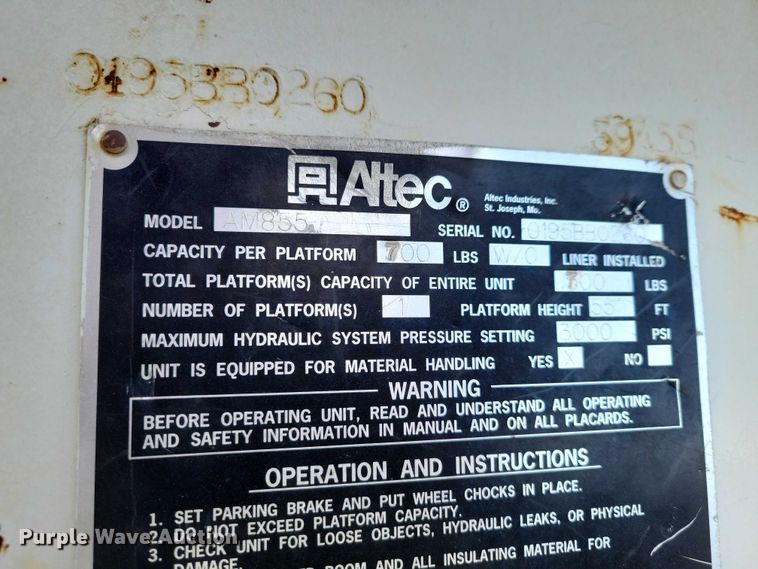 0195BB0260
Altec®
Altec Industries, Inc.
St. Joseph, Mo.
MODEL AM855 SERIAL NO. 0195BB0260
CAPACITY PER PLATFORM 700 LBS W/O LINER INSTALLED
TOTAL PLATFORM(S) CAPACITY OF ENTIRE UNIT 700 LBS
NUMBER OF PLATFORM(S) 1 PLATFORM HEIGHT 55 FT
MAXIMUM HYDRAULIC SYSTEM PRESSURE SETTING 3000 PSI
UNIT IS EQUIPPED FOR MATERIAL HANDLING YES X NO
WARNING
BEFORE OPERATING UNIT, READ AND UNDERSTAND ALL OPERATING
AND SAFETY INFORMATION IN MANUAL AND ON ALL PLACARDS.
OPERATION AND INSTRUCTIONS
1. SET PARKING BRAKE AND PUT WHEEL CHOCKS IN PLACE.
2. DO NOT EXCEED PLATFORM CAPACITY.
3. CHECK UNIT FOR LOOSE OBJECTS, HYDRAULIC LEAKS, OR PHYSICAL
DAMAGE.
BOOM AND ALL INSULATING MATERIAL FOR
Purple Wave Auction